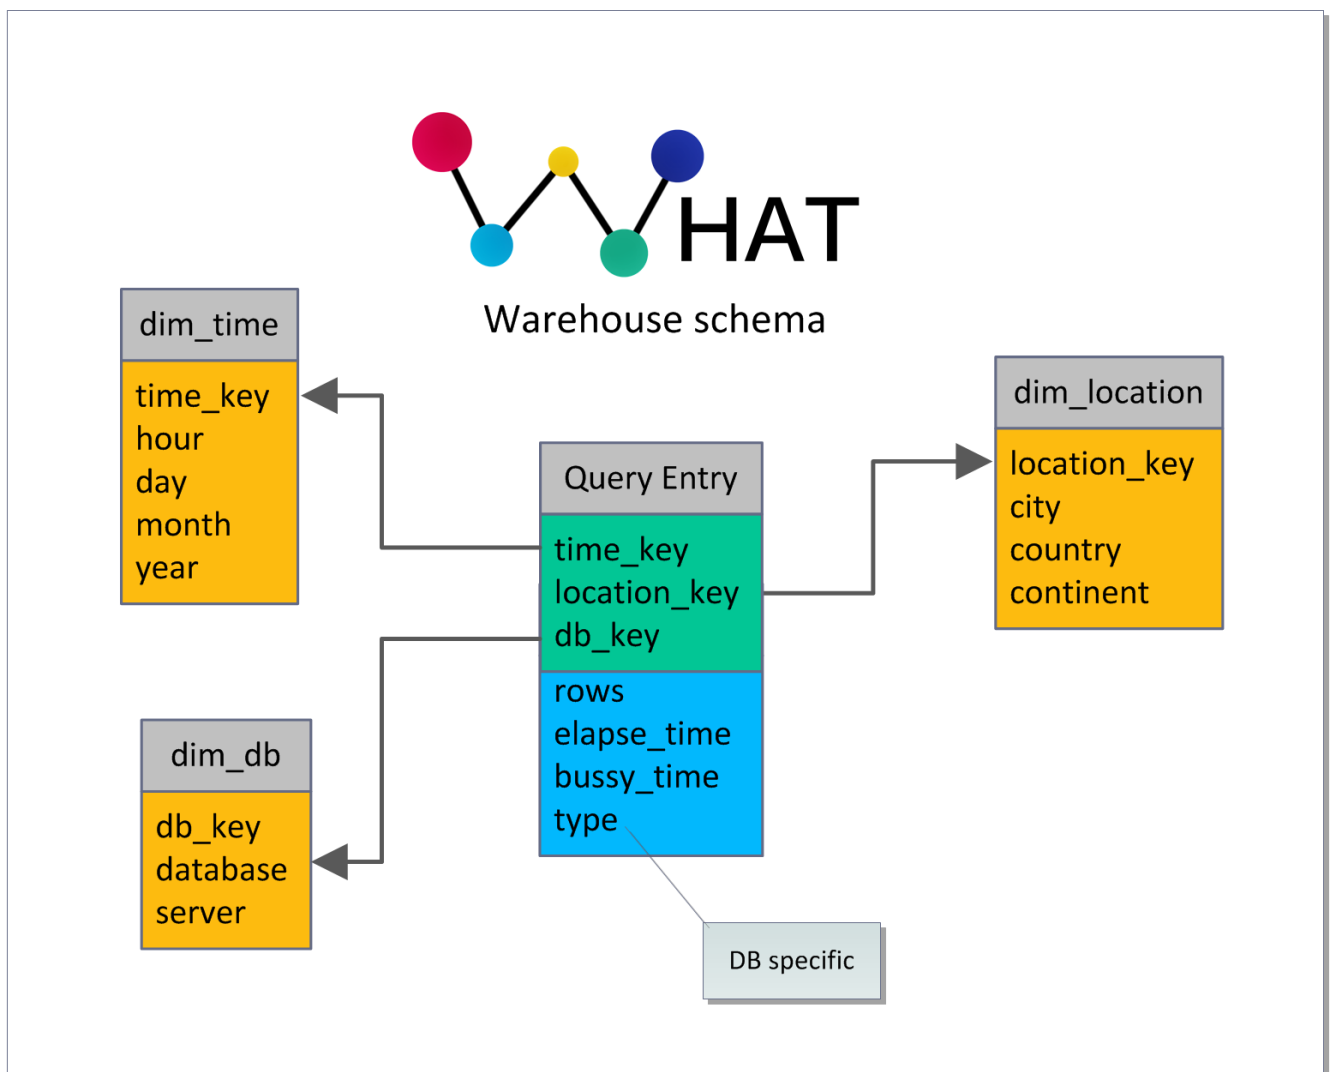 WHAT
Warehouse schema
dim_time
time_key
hour
day
month
year
dim_location
location_key
city
country
continent
Query Entry
time_key
location_key
db_key
rows
elapse_time
bussy_time
type
dim_db
db_key
database
server
DB specific